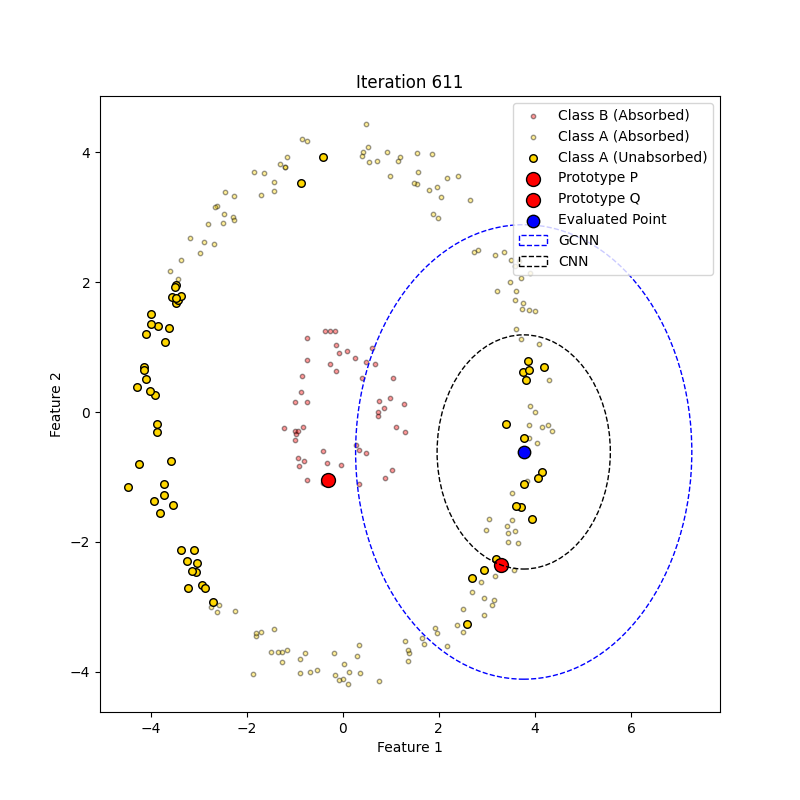 Iteration 611
Class B (Absorbed)
Class A (Absorbed)
Class A (Unabsorbed)
Prototype P
Prototype Q
Evaluated Point
GCNN
CNN
4
2
0
−2
−4
Feature 2
−4 −2 0 2 4 6
Feature 1